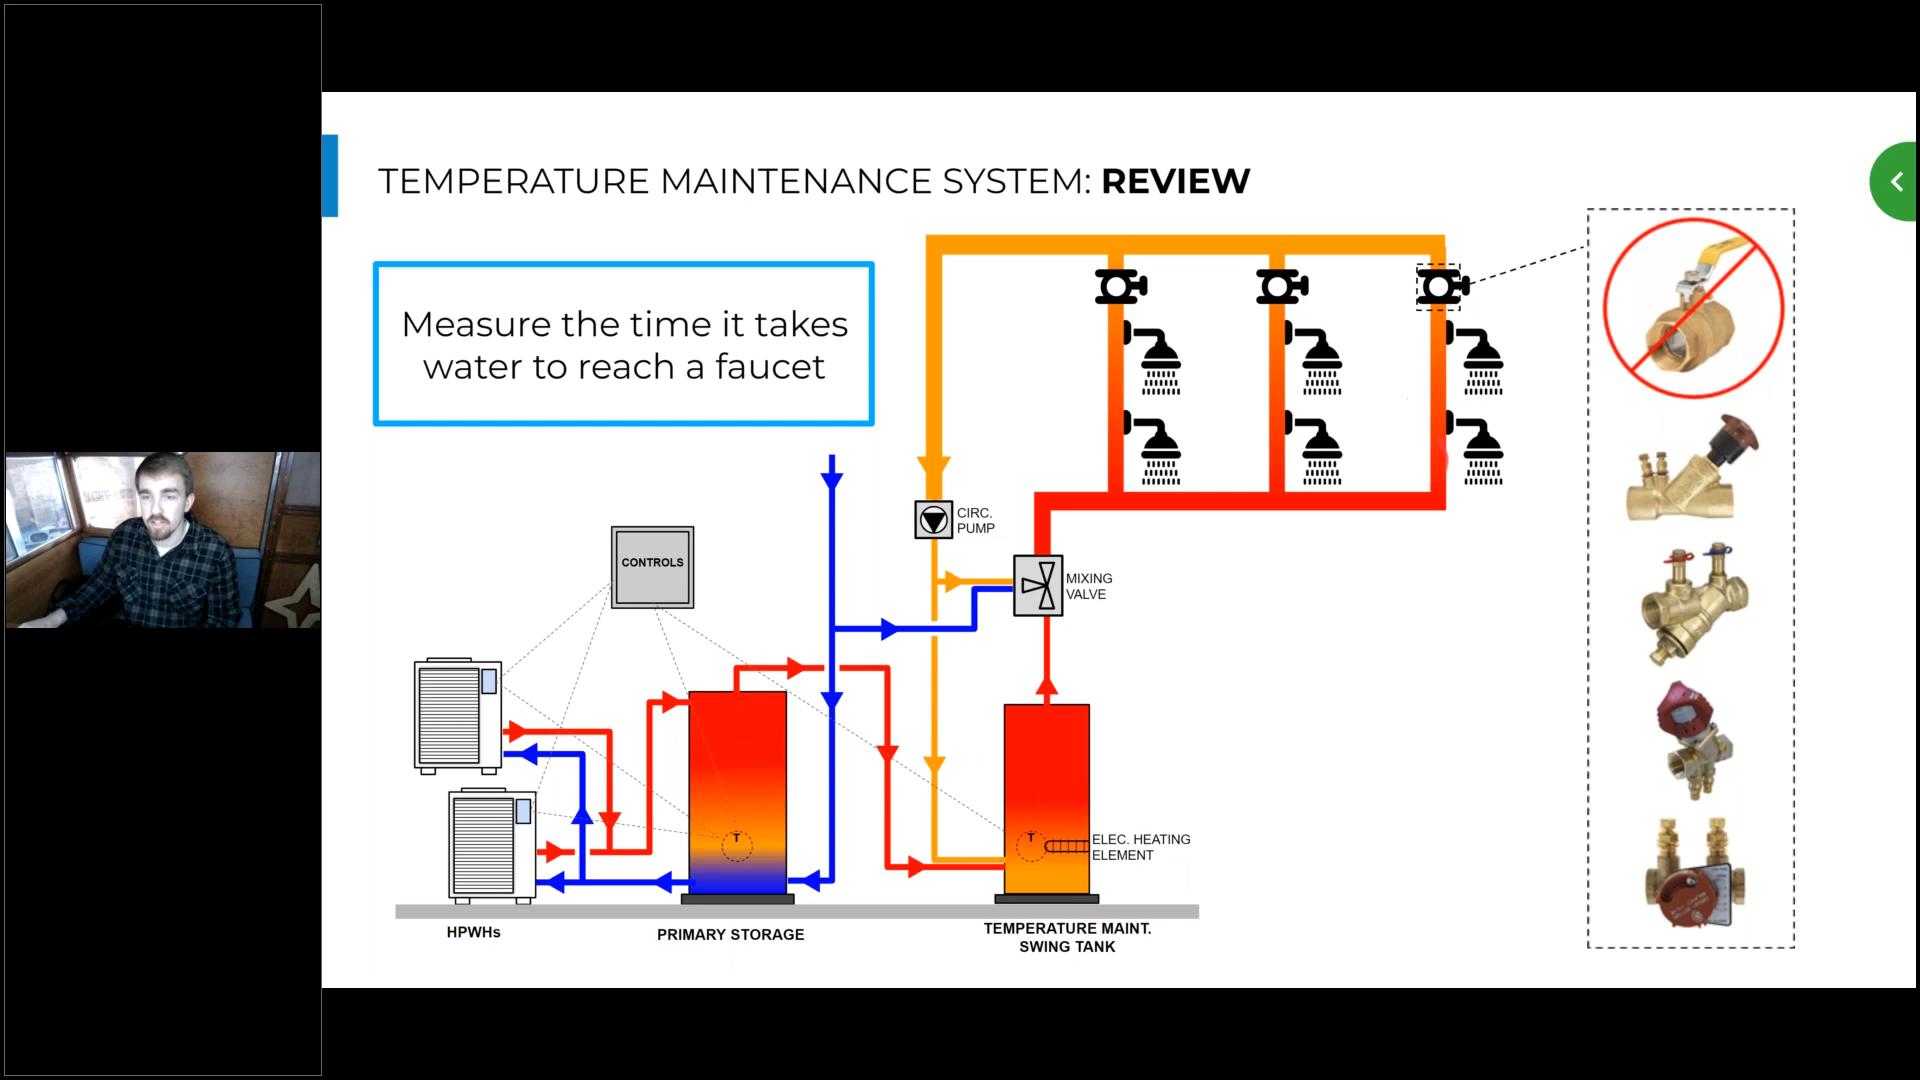 TEMPERATURE MAINTENANCE SYSTEM: REVIEW
Measure the time it takes
water to reach a faucet
CIRC.
PUMP
CONTROLS
MIXING
VALVE
T
T
ELEC. HEATING
ELEMENT
HPWHs
PRIMARY STORAGE
TEMPERATURE MAINT.
SWING TANK